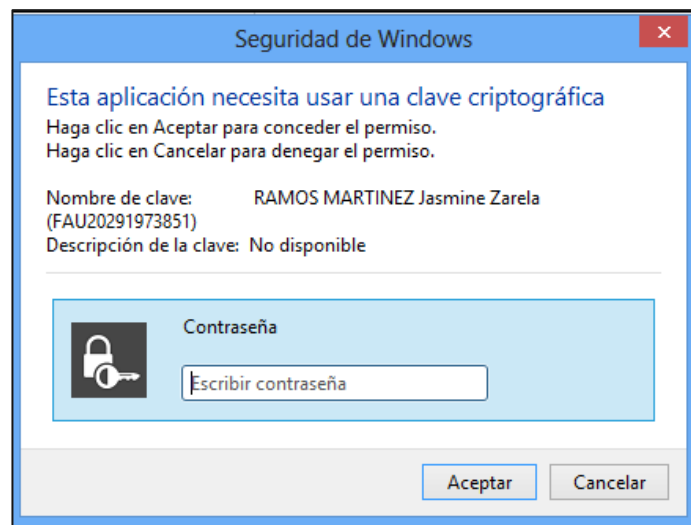 Seguridad de Windows
Esta aplicación necesita usar una clave criptográfica
Haga clic en Aceptar para conceder el permiso.
Haga clic en Cancelar para denegar el permiso.
Nombre de clave: RAMOS MARTINEZ Jasmine Zarela
(FAU20291973851)
Descripción de la clave: No disponible
Contraseña
Escribir contraseña
Aceptar Cancelar